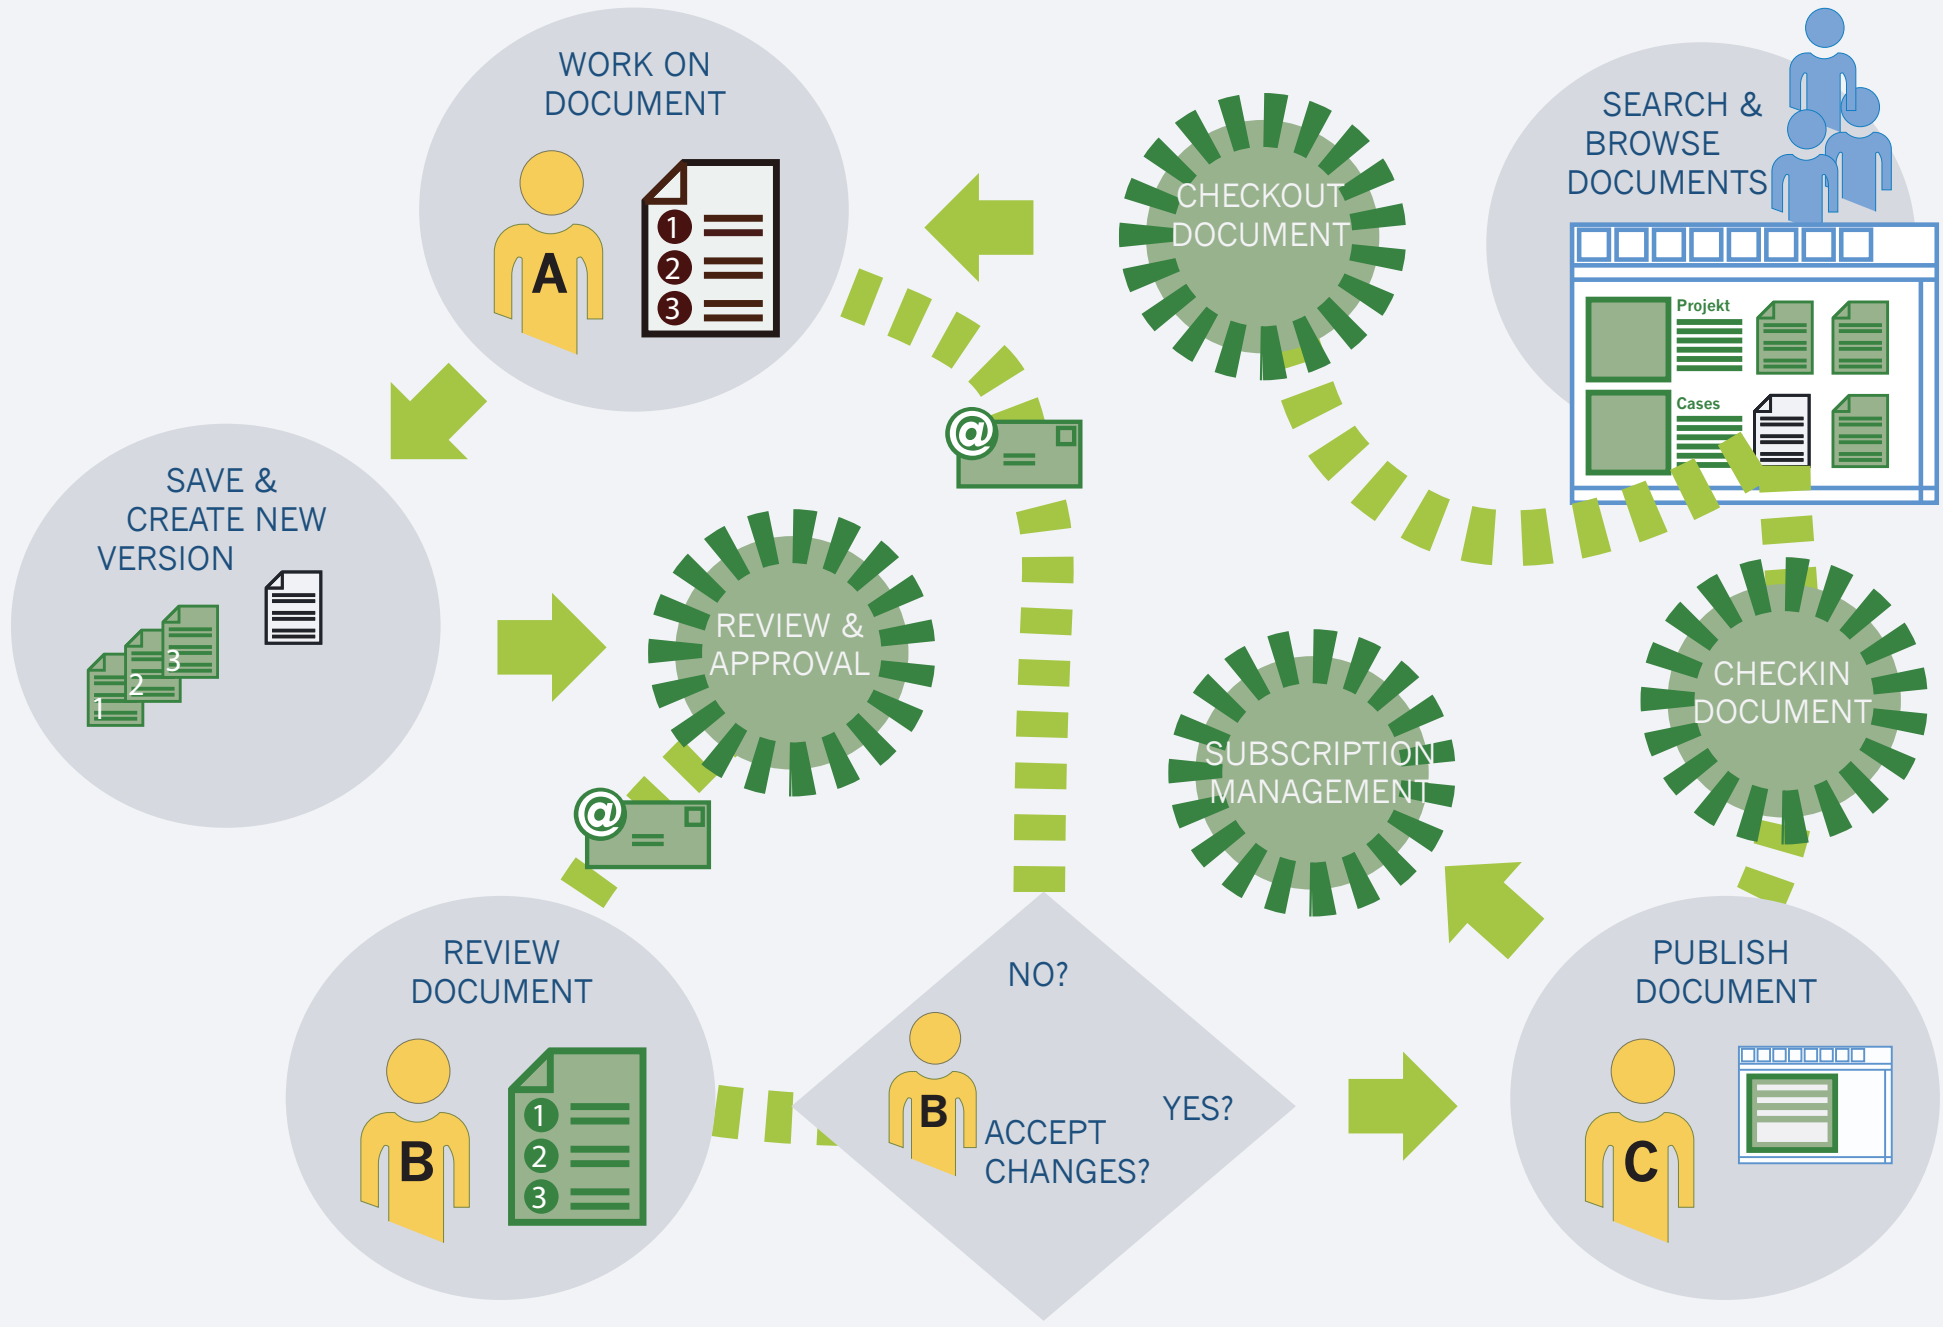 WORK ON
DOCUMENT
A
1
2
3
CHECKOUT
DOCUMENT
SEARCH &
BROWSE
DOCUMENTS
Projekt
Cases
@
SAVE &
CREATE NEW
VERSION
1
2
3
REVIEW &
APPROVAL
@
SUBSCRIPTION
MANAGEMENT
CHECKIN
DOCUMENT
REVIEW
DOCUMENT
B
1
2
3
NO?
B
ACCEPT
CHANGES?
YES?
PUBLISH
DOCUMENT
C